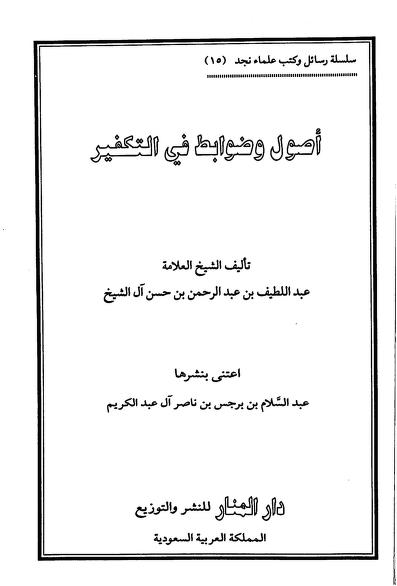 سلسلة رسائل وكتب علماء نجد (١٥)
أصول وضوابط في التكفير
تأليف الشيخ العلامة
عبد اللطيف بن عبد الرحمن بن حسن آل الشيخ
اعتنى بنشرها
عبد السَّلام بن برجس بن ناصر آل عبد الكريم
دار المنار للنشر والتوزيع
المملكة العربية السعودية